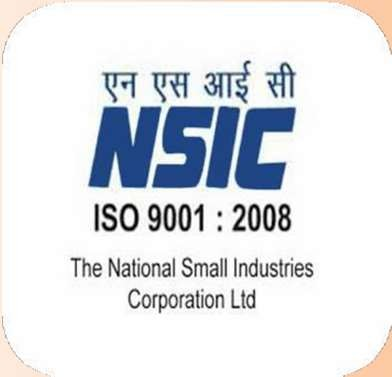 एन एस आई सी
NSIC
ISO 9001 : 2008
The National Small Industries
Corporation Ltd